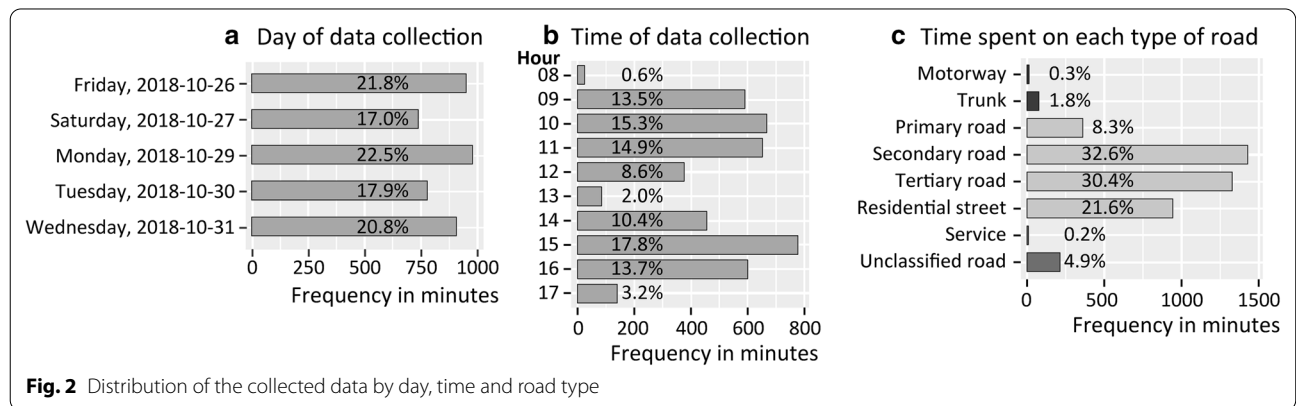 a Day of data collection
Friday, 2018-10-26 21.8%
Saturday, 2018-10-27 17.0%
Monday, 2018-10-29 22.5%
Tuesday, 2018-10-30 17.9%
Wednesday, 2018-10-31 20.8%
0 250 500 750 1000
Frequency in minutes
b Time of data collection
Hour
08 0.6%
09 13.5%
10 15.3%
11 14.9%
12 8.6%
13 2.0%
14 10.4%
15 17.8%
16 13.7%
17 3.2%
0 200 400 600 800
Frequency in minutes
c Time spent on each type of road
Motorway 0.3%
Trunk 1.8%
Primary road 8.3%
Secondary road 32.6%
Tertiary road 30.4%
Residential street 21.6%
Service 0.2%
Unclassified road 4.9%
0 500 1000 1500
Frequency in minutes
Fig. 2 Distribution of the collected data by day, time and road type